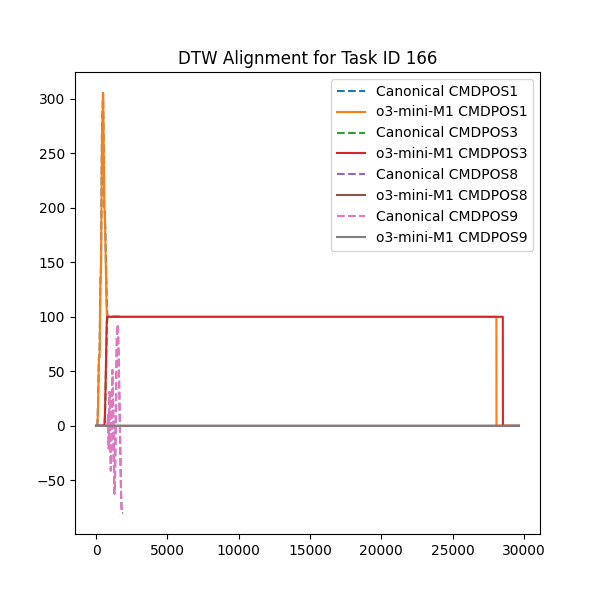 DTW Alignment for Task ID 166
Canonical CMDPOS1
o3-mini-M1 CMDPOS1
Canonical CMDPOS3
o3-mini-M1 CMDPOS3
Canonical CMDPOS8
o3-mini-M1 CMDPOS8
Canonical CMDPOS9
o3-mini-M1 CMDPOS9
300
250
200
150
100
50
0
−50
0 5000 10000 15000 20000 25000 30000